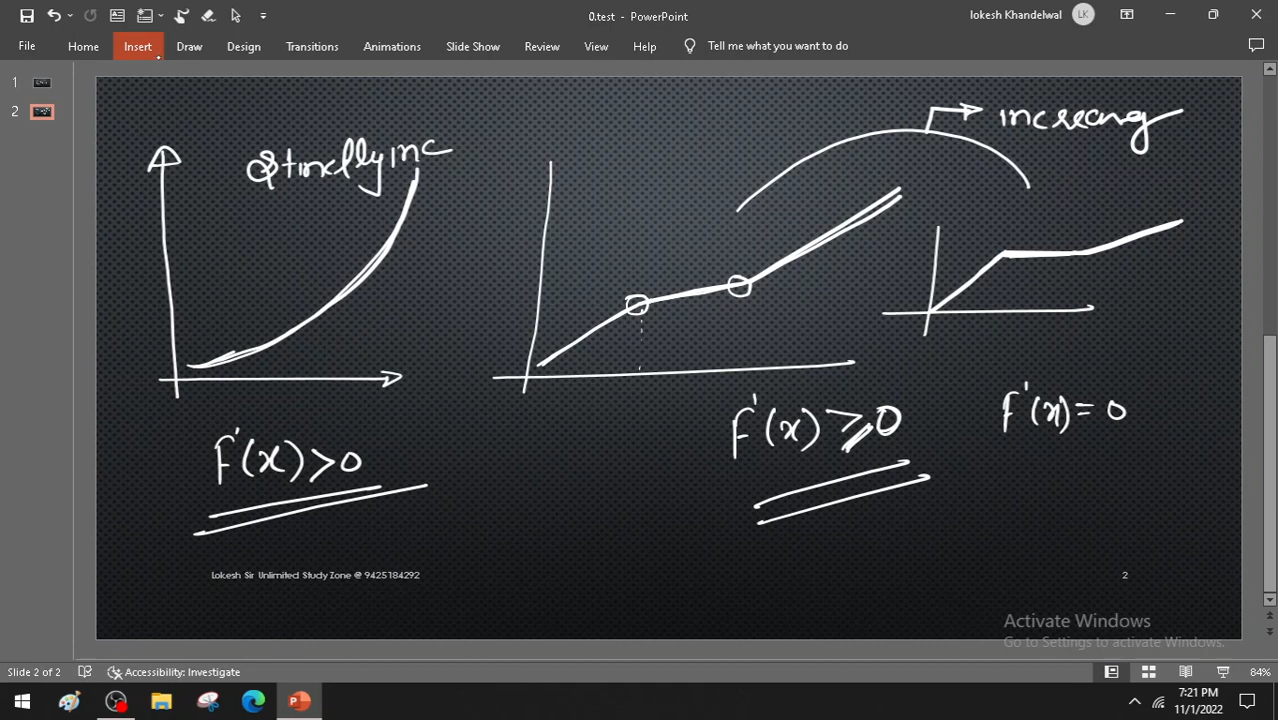 0.test - PowerPoint
lokesh Khandelwal
LK
File Home Insert Draw Design Transitions Animations Slide Show Review View Help Tell me what you want to do
1
2
increasing
Strinclly inc
F'(x) > 0
F'(x) ≥ 0
F'(x) = 0
Lokesh Sir Unlimited Study Zone @ 9425184292
2
Activate Windows
Go to Settings to activate Windows.
Slide 2 of 2 Accessibility: Investigate 84%
7:21 PM
11/1/2022